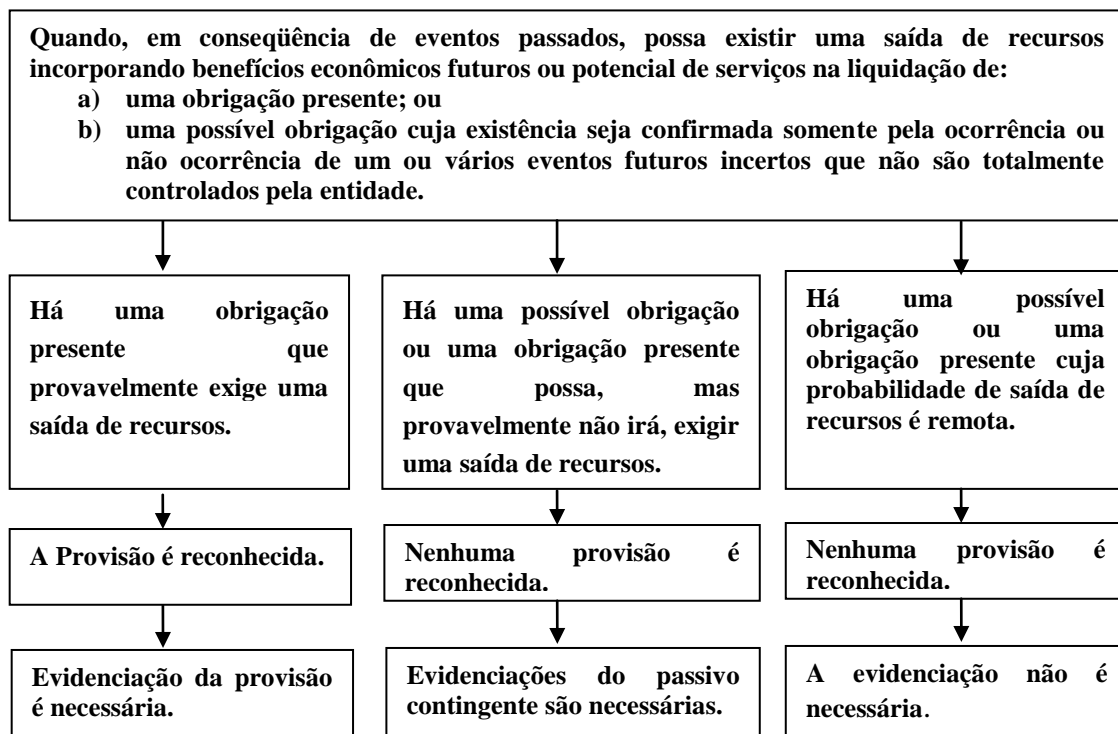 Quando, em conseqüência de eventos passados, possa existir uma saída de recursos
incorporando benefícios econômicos futuros ou potencial de serviços na liquidação de:
a) uma obrigação presente; ou
b) uma possível obrigação cuja existência seja confirmada somente pela ocorrência ou
não ocorrência de um ou vários eventos futuros incertos que não são totalmente
controlados pela entidade.
Há uma obrigação
presente que
provavelmente exige uma
saída de recursos.
Há uma possível obrigação
ou uma obrigação presente
que possa, mas
provavelmente não irá, exigir
uma saída de recursos.
Há uma possível
obrigação ou uma
obrigação presente cuja
probabilidade de saída de
recursos é remota.
A Provisão é reconhecida.
Nenhuma provisão é
reconhecida.
Nenhuma provisão é
reconhecida.
Evidenciação da provisão
é necessária.
Evidenciações do passivo
contingente são necessárias.
A evidenciação não é
necessária.